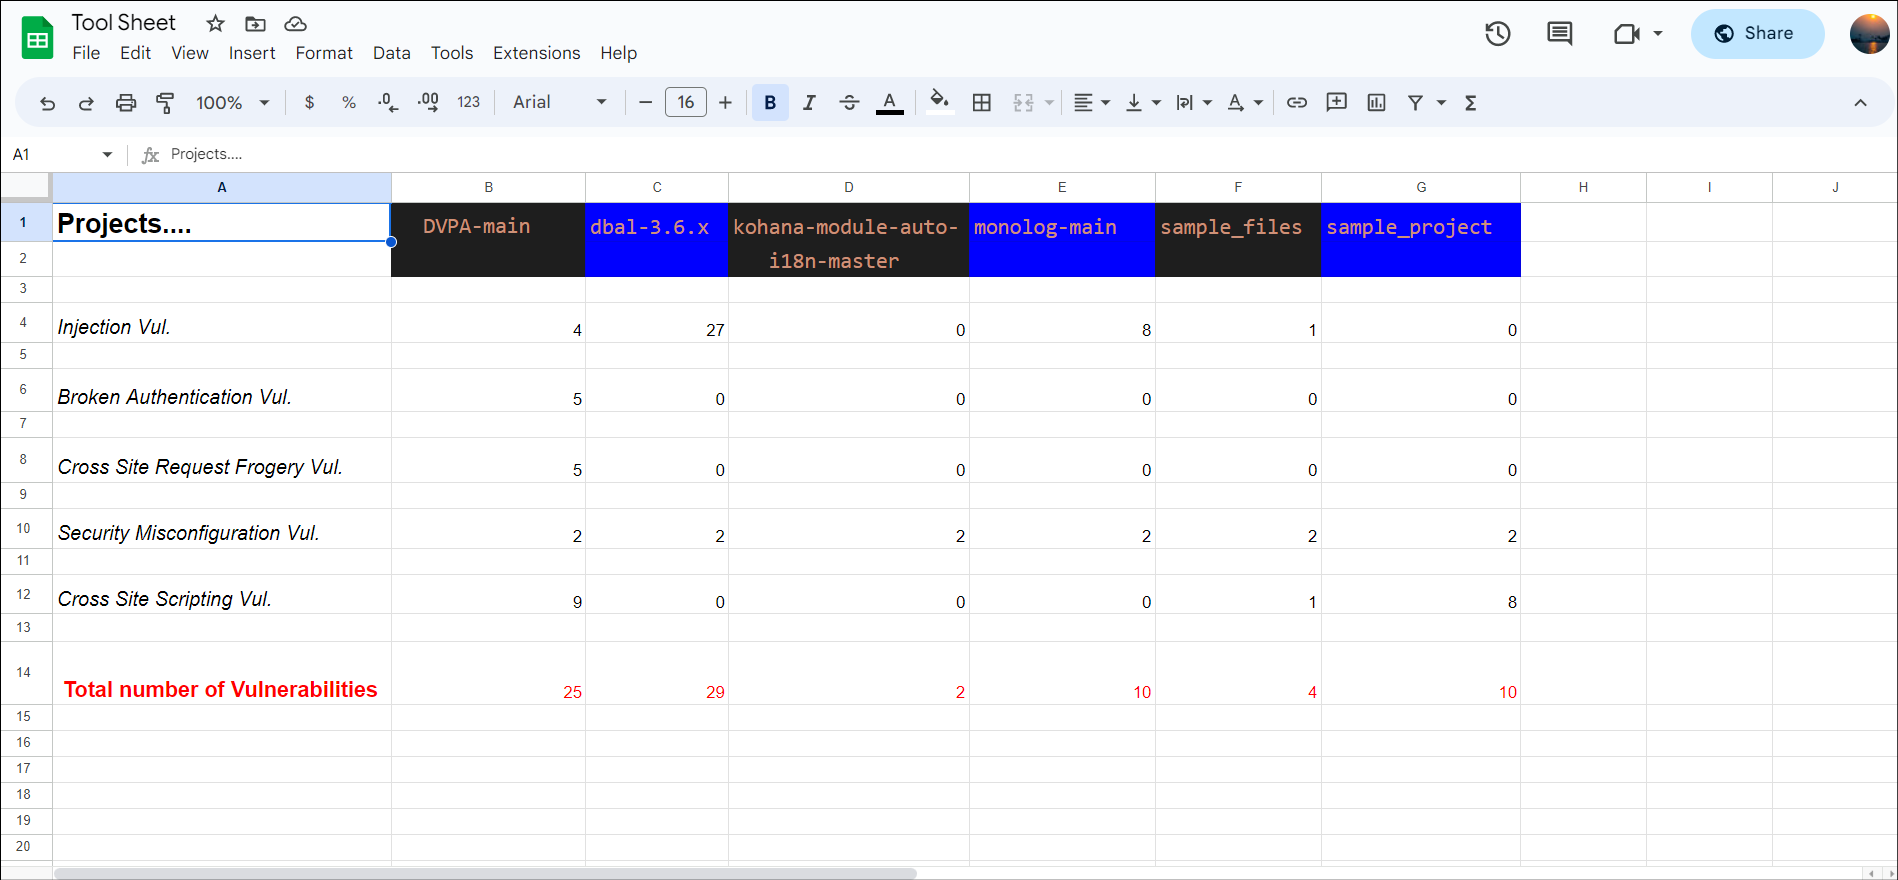 Tool Sheet
File Edit View Insert Format Data Tools Extensions Help
Share
100% $ % .0 .00 123 Arial 16 B I A A Σ
A1 fx Projects....
A B C D E F G H I J
1 Projects.... DVPA-main dbal-3.6.x kohana-module-auto- monolog-main sample_files sample_project
2 i18n-master
3
4 Injection Vul. 4 27 0 8 1 0
5
6 Broken Authentication Vul. 5 0 0 0 0 0
7
8 Cross Site Request Frogery Vul. 5 0 0 0 0 0
9
10 Security Misconfiguration Vul. 2 2 2 2 2 2
11
12 Cross Site Scripting Vul. 9 0 0 0 1 8
13
14 Total number of Vulnerabilities 25 29 2 10 4 10
15
16
17
18
19
20